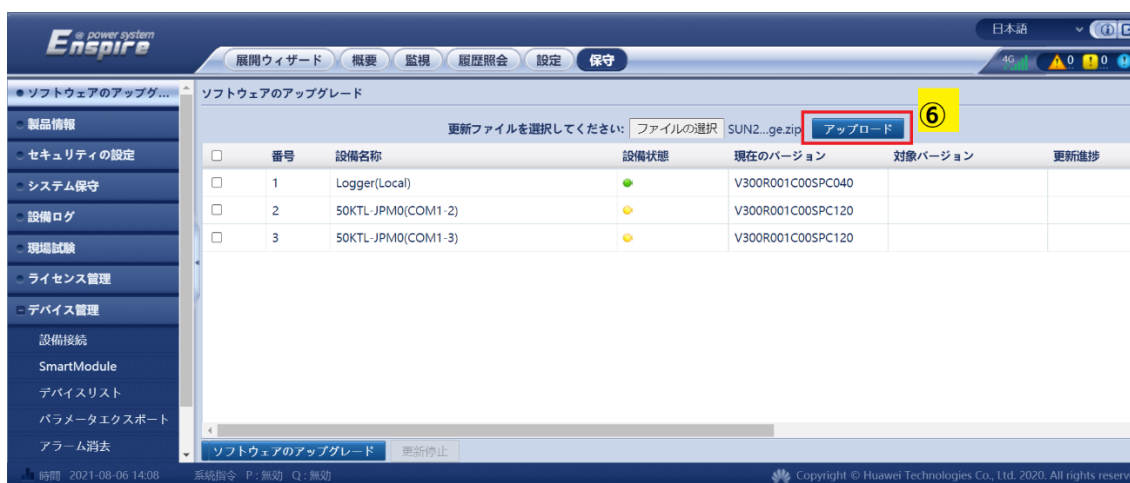 @ power system
Enspire
日本語
展開ウィザード 概要 監視 履歴照会 設定 保守
4G 0 0
ソフトウェアのアップグ...
製品情報
セキュリティの設定
システム保守
設備ログ
現場試験
ライセンス管理
デバイス管理
設備接続
SmartModule
デバイスリスト
パラメータエクスポート
アラーム消去
ソフトウェアのアップグレード
更新ファイルを選択してください: ファイルの選択 SUN2...ge.zip アップロード ⑥
番号 設備名称 設備状態 現在のバージョン 対象バージョン 更新進捗
1 Logger(Local) V300R001C00SPC040
2 50KTL-JPM0(COM1-2) V300R001C00SPC120
3 50KTL-JPM0(COM1-3) V300R001C00SPC120
ソフトウェアのアップグレード 更新停止
時間 2021-08-06 14:08 系統指令 P : 無効 Q : 無効 Copyright © Huawei Technologies Co., Ltd. 2020. All rights reserv